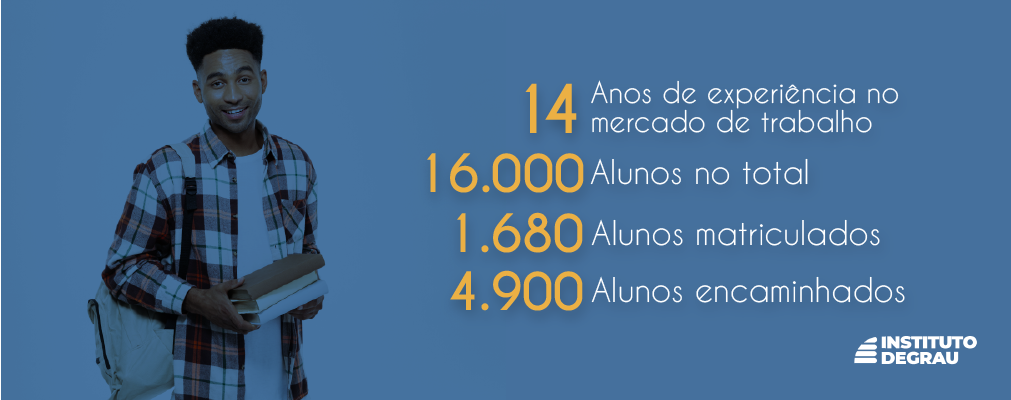 14 Anos de experiência no
mercado de trabalho
16.000 Alunos no total
1.680 Alunos matriculados
4.900 Alunos encaminhados
INSTITUTO
DEGRAU